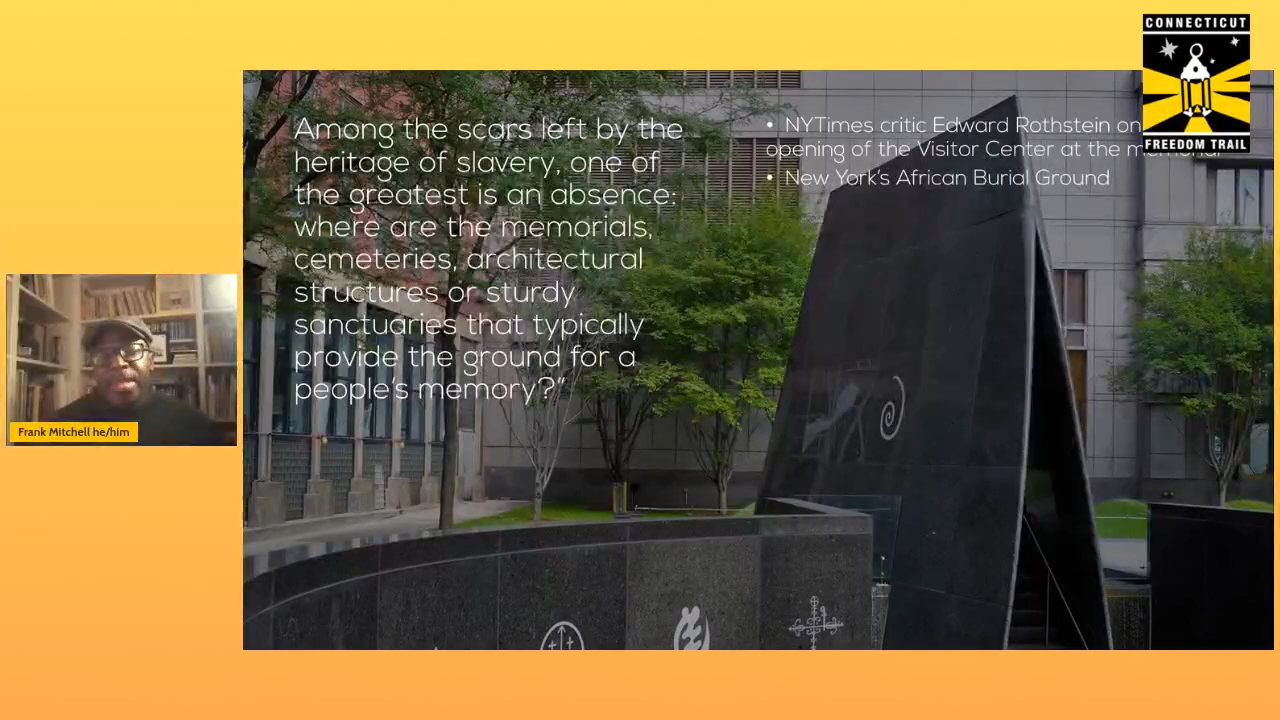 CONNECTICUT
FREEDOM TRAIL
Among the scars left by the
heritage of slavery, one of
the greatest is an absence:
where are the memorials,
cemeteries, architectural
structures or sturdy
sanctuaries that typically
provide the ground for a
people's memory?"
• NYTimes critic Edward Rothstein on
opening of the Visitor Center at the
• New York's African Burial Ground
Frank Mitchell he/him